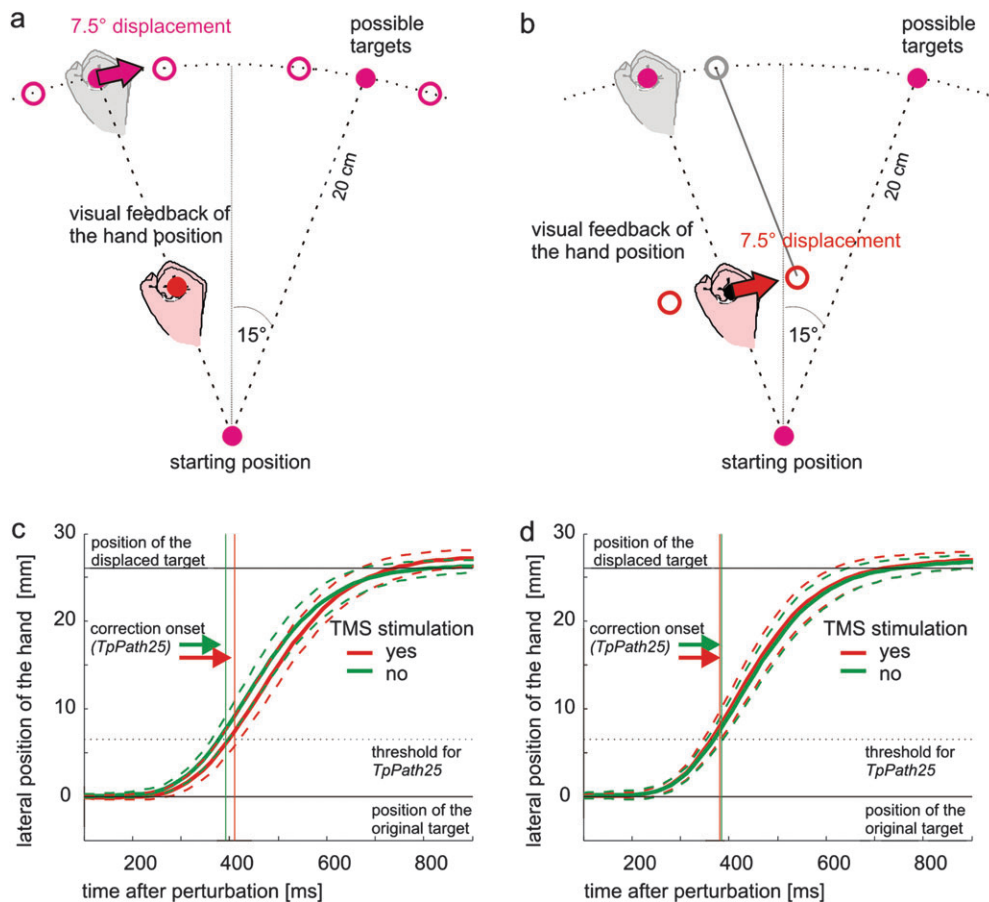 a
7.5° displacement
possible
targets
20 cm
visual feedback of
the hand position
15°
starting position
b
possible
targets
20 cm
visual feedback of
the hand position
7.5° displacement
15°
starting position
c
lateral position of the hand [mm]
30
20
10
0
position of the
displaced target
correction onset
(TpPath25)
TMS stimulation
yes
no
threshold for
TpPath25
position of the
original target
200 400 600 800
time after perturbation [ms]
d
lateral position of the hand [mm]
30
20
10
0
position of the
displaced target
correction onset
(TpPath25)
TMS stimulation
yes
no
threshold for
TpPath25
position of the
original target
200 400 600 800
time after perturbation [ms]